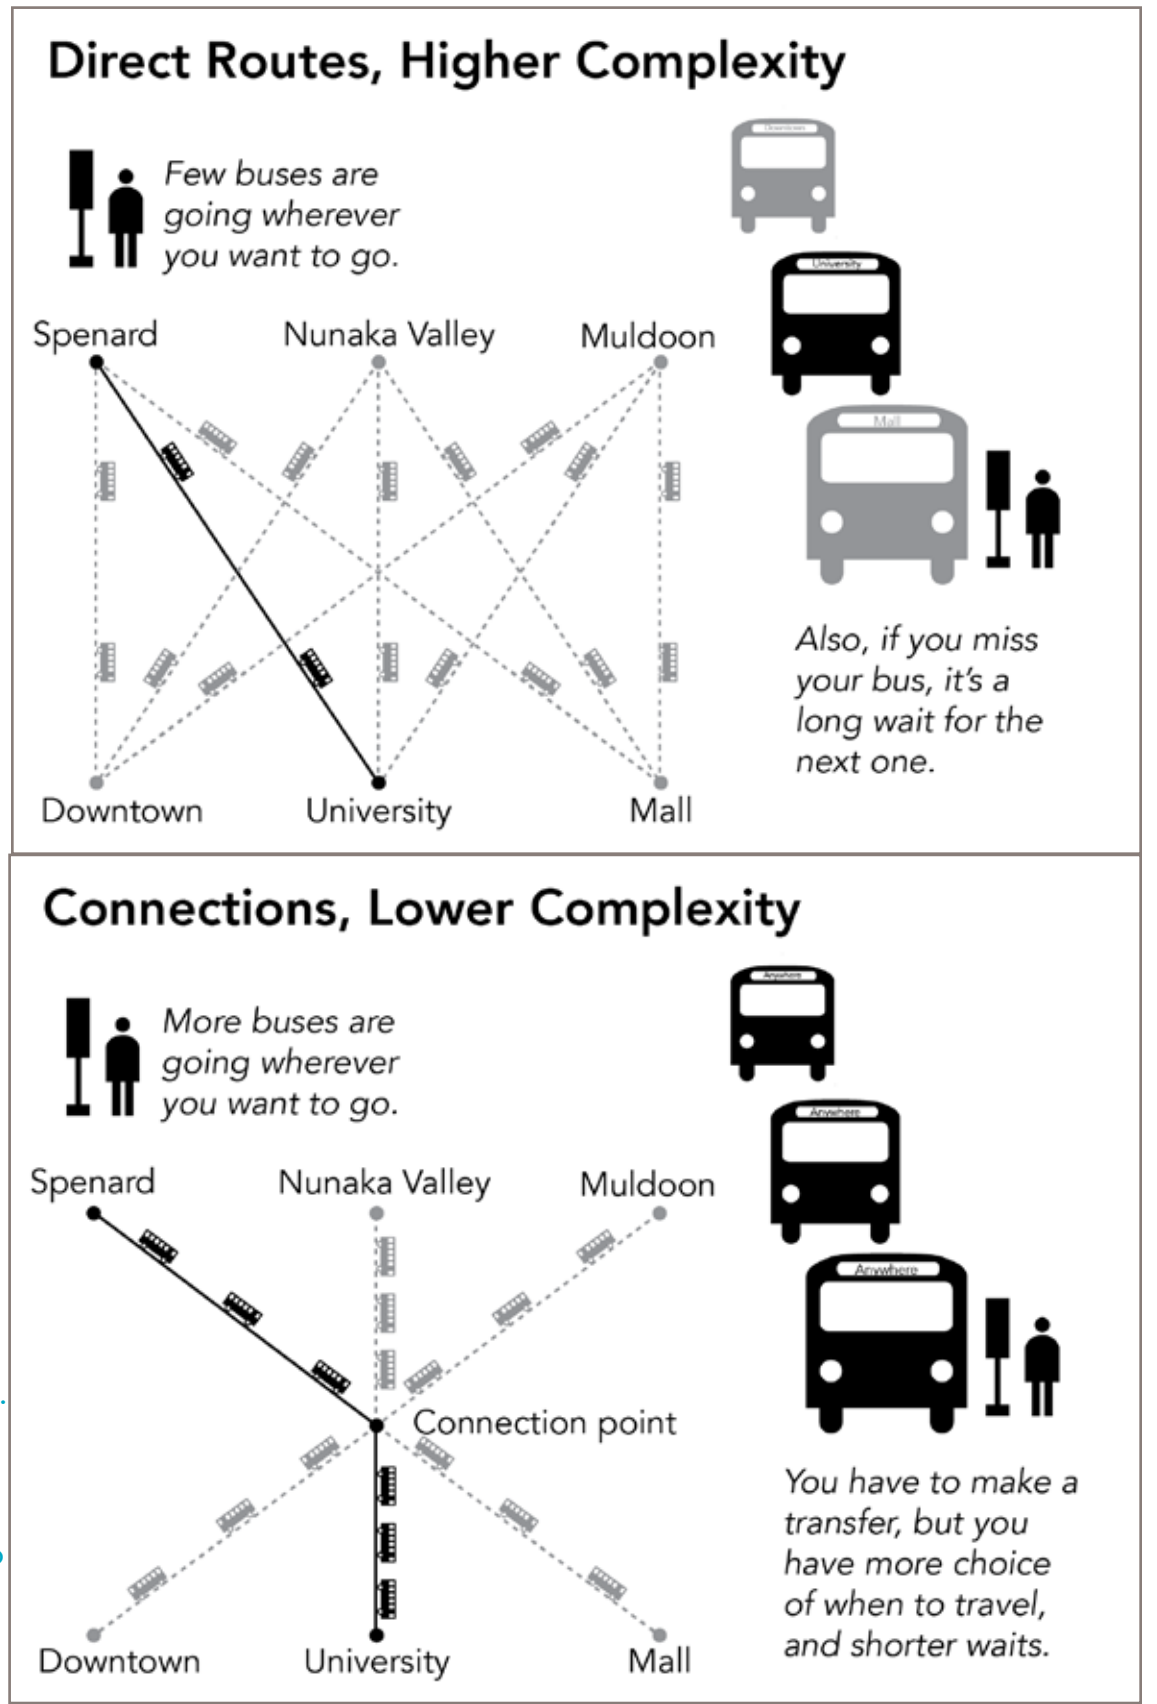 Direct Routes, Higher Complexity
Few buses are
going wherever
you want to go.
Downtown
University
Mall
Spenard
Nunaka Valley
Muldoon
Downtown
University
Mall
Also, if you miss
your bus, it's a
long wait for the
next one.
Connections, Lower Complexity
More buses are
going wherever
you want to go.
Anywhere
Anywhere
Anywhere
Spenard
Nunaka Valley
Muldoon
Connection point
Downtown
University
Mall
You have to make a
transfer, but you
have more choice
of when to travel,
and shorter waits.